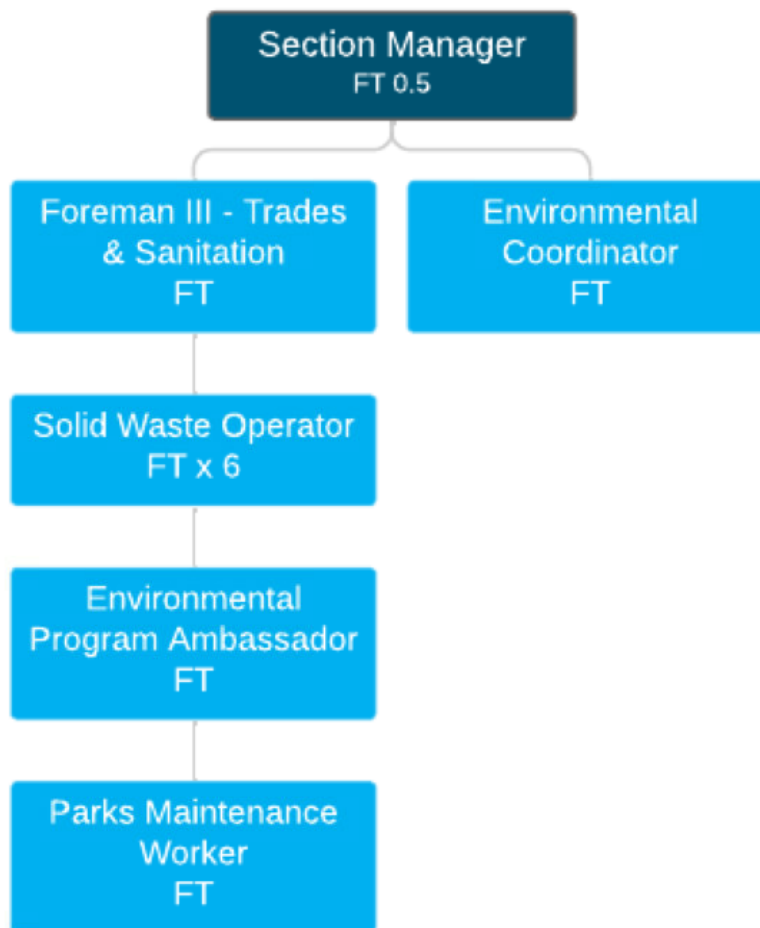 Section Manager
FT 0.5
Foreman III - Trades
& Sanitation
FT
Environmental
Coordinator
FT
Solid Waste Operator
FT x 6
Environmental
Program Ambassador
FT
Parks Maintenance
Worker
FT